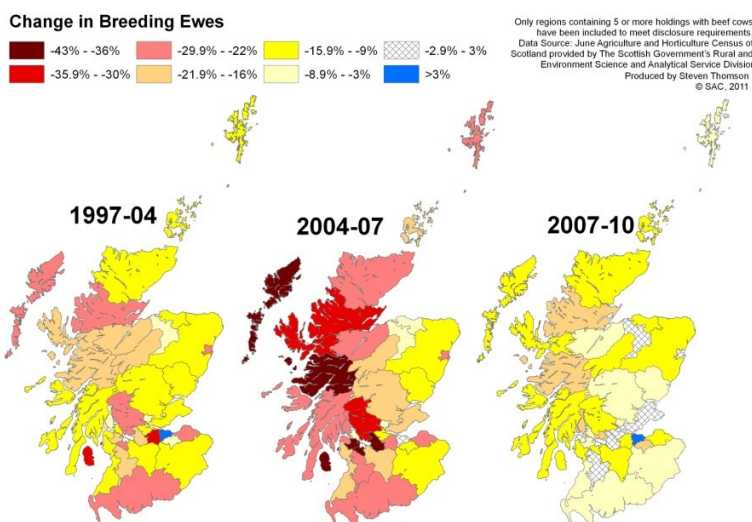 Change in Breeding Ewes
-43% - -36%
-29.9% - -22%
-15.9% - -9%
-2.9% - 3%
-35.9% - -30%
-21.9% - -16%
-8.9% - -3%
>3%
Only regions containing 5 or more holdings with beef cows
have been included to meet disclosure requirements.
Data Source: June Agriculture and Horticulture Census of
Scotland provided by The Scottish Government's Rural and
Environment Science and Analytical Service Division
Produced by Steven Thomson
© SAC, 2011
1997-04
2004-07
2007-10